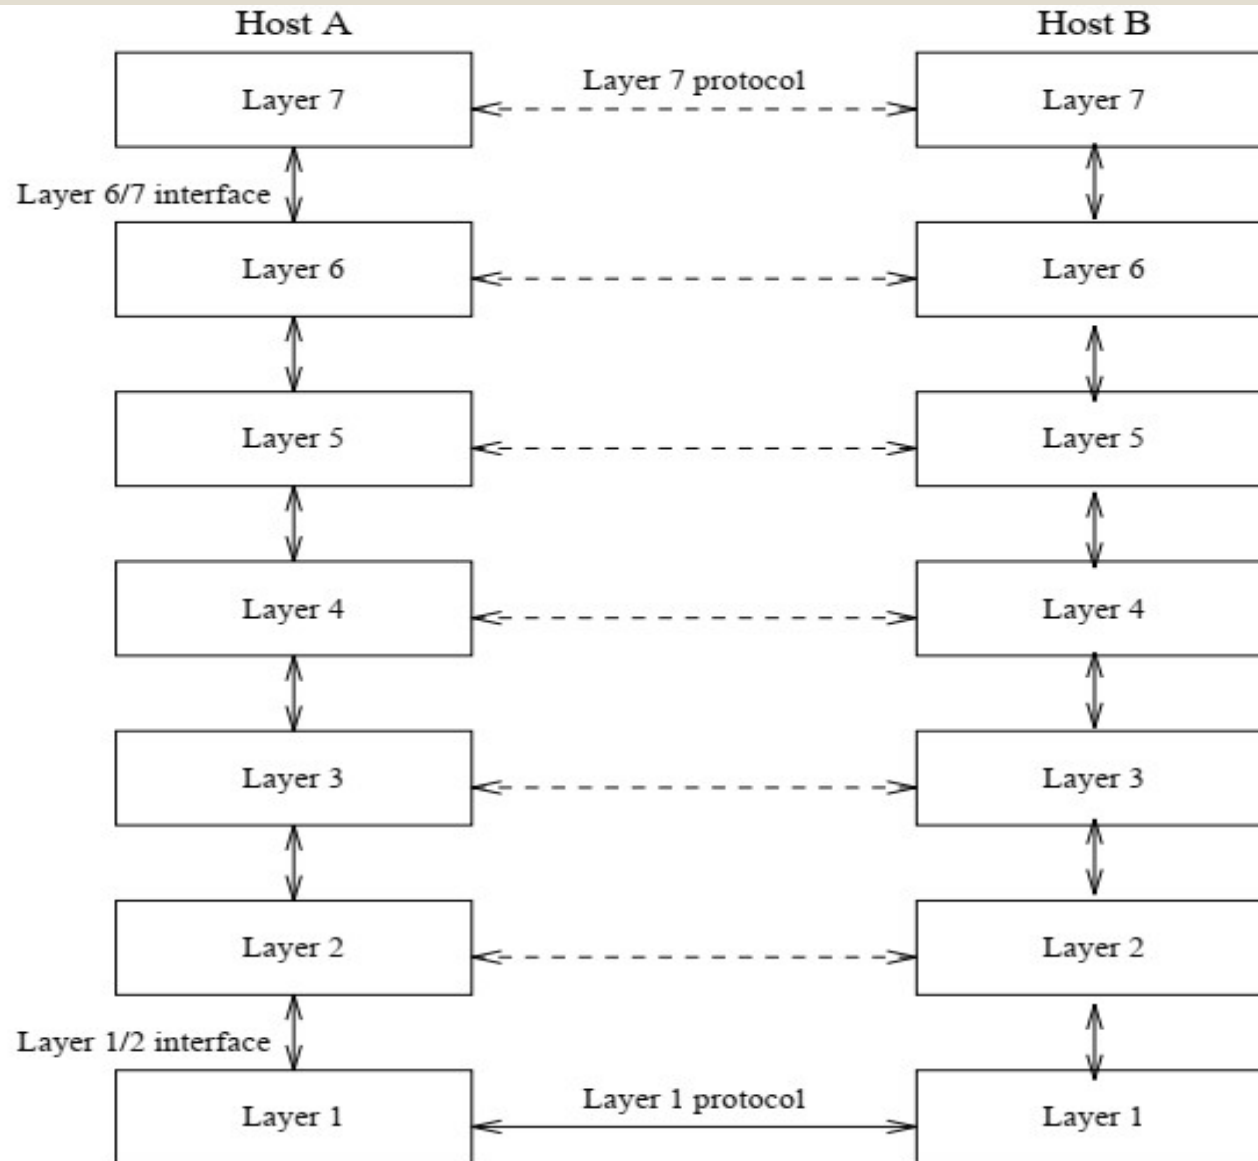 Host A Host B
Layer 7 Layer 7 protocol Layer 7
Layer 6/7 interface
Layer 6 Layer 6
Layer 5 Layer 5
Layer 4 Layer 4
Layer 3 Layer 3
Layer 2 Layer 2
Layer 1/2 interface
Layer 1 Layer 1 protocol Layer 1